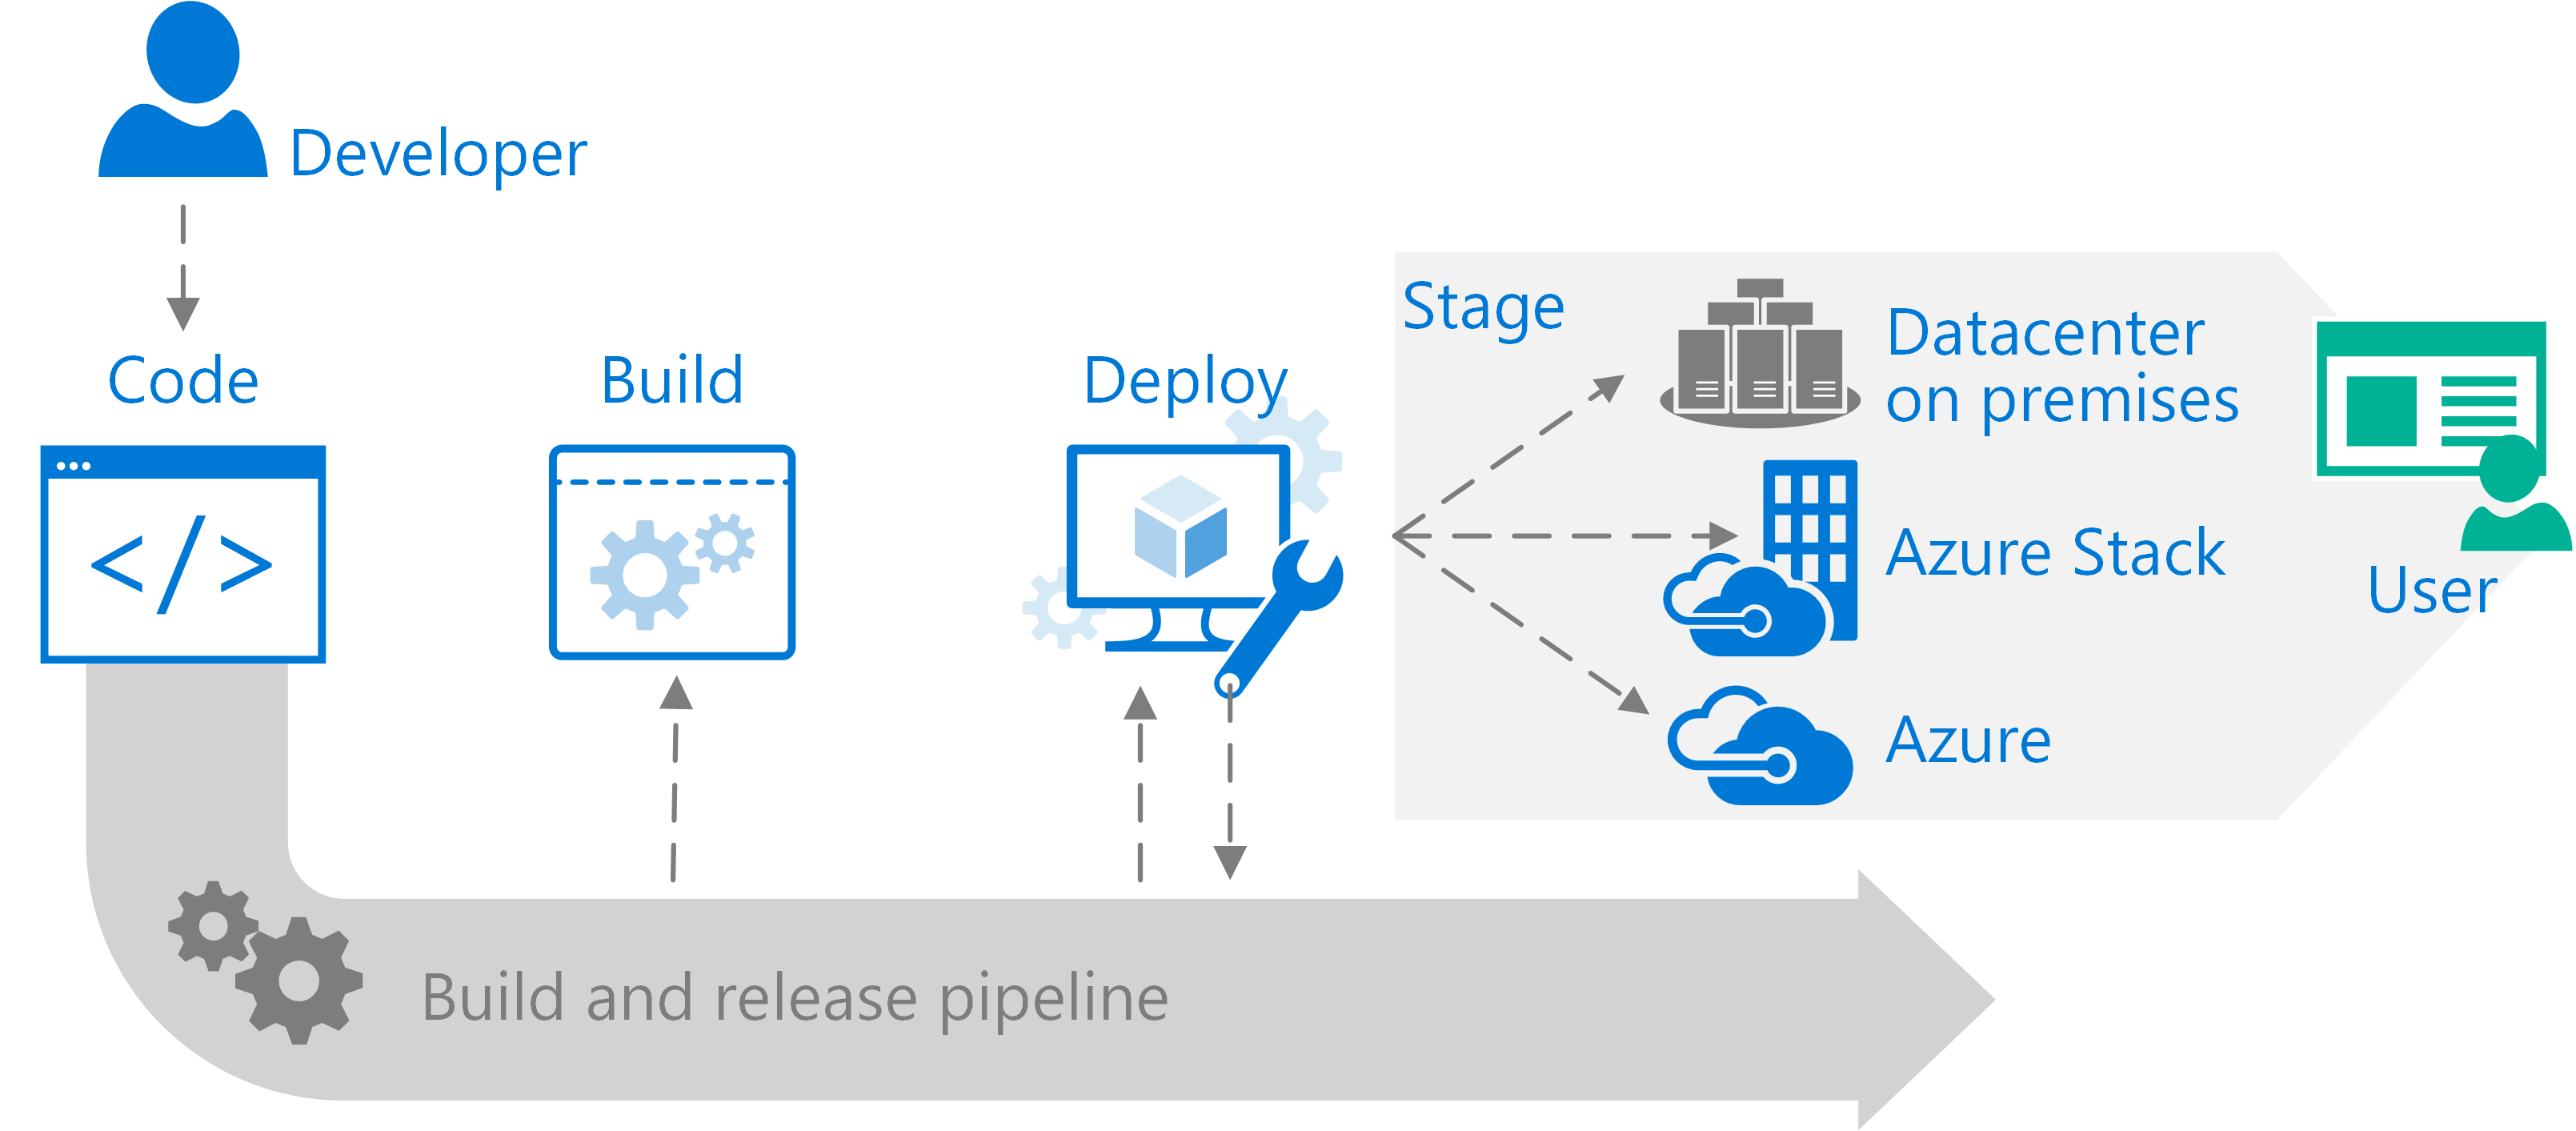 Developer
Code
</>
Build
Deploy
Stage
Datacenter
on premises
Azure Stack
Azure
User
Build and release pipeline